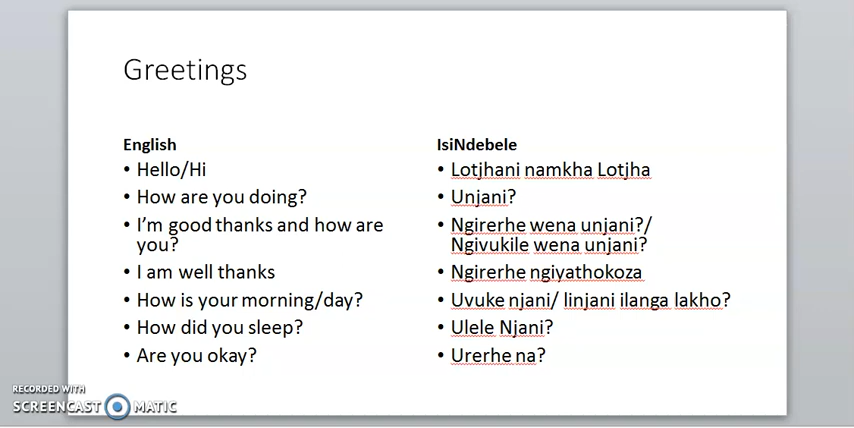 Greetings
English
• Hello/Hi
• How are you doing?
• I'm good thanks and how are
you?
• I am well thanks
• How is your morning/day?
• How did you sleep?
• Are you okay?
IsiNdebele
• Lotjhani namkha Lotjha
• Unjani?
• Ngirerhe wena unjani?/
Ngivukile wena unjani?
• Ngirerhe ngiyathokoza
• Uvuke njani/ linjani ilanga lakho?
• Ulele Njani?
• Urerhe na?
RECORDED WITH
SCREENCAST MATIC